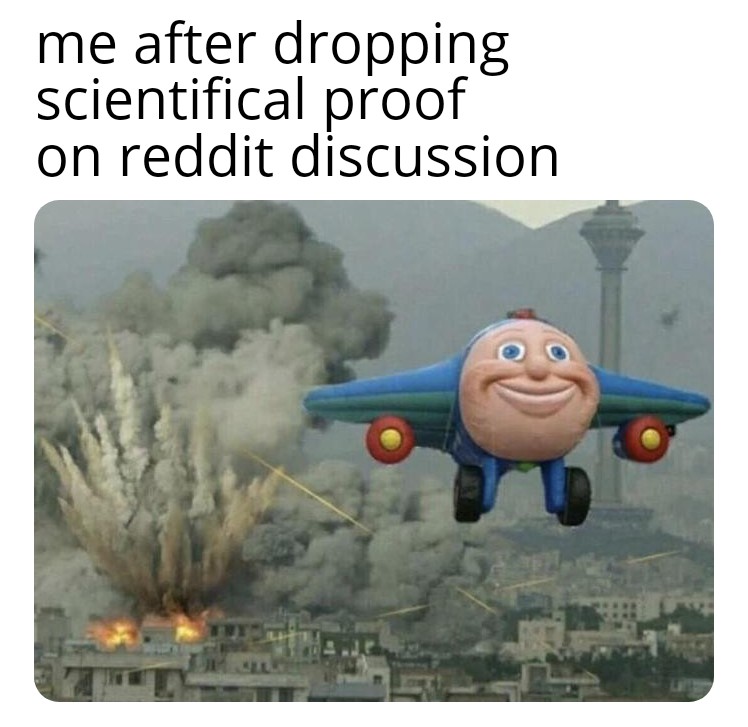 me after dropping
scientifical proof
on reddit discussion